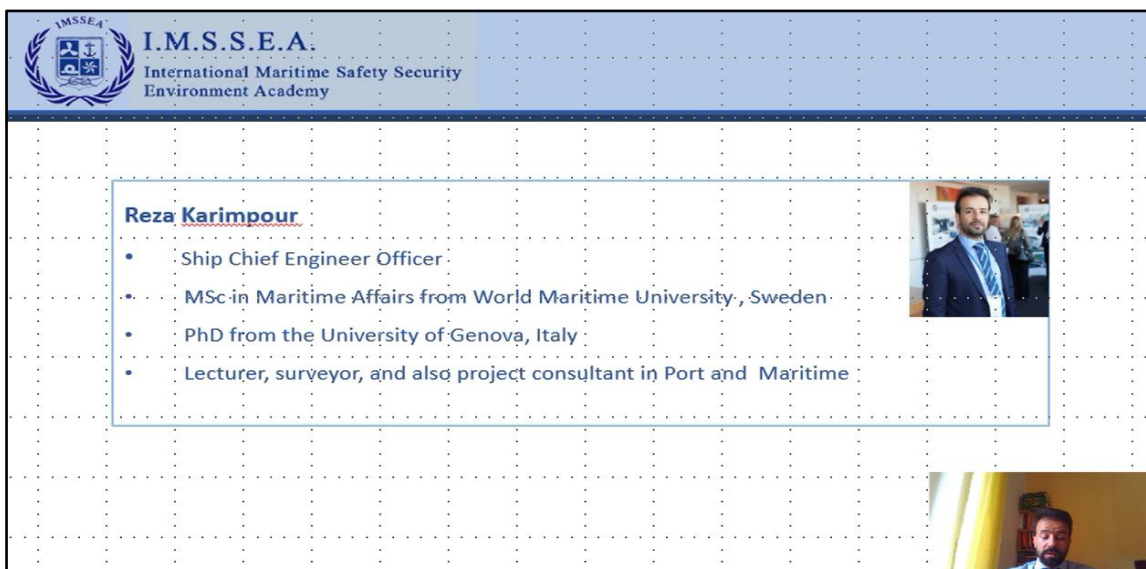 IMSSEA
I.M.S.S.E.A.
International Maritime Safety Security
Environment Academy
Reza Karimpour
• Ship Chief Engineer Officer
• MSc in Maritime Affairs from World Maritime University , Sweden
• PhD from the University of Genova, Italy
• Lecturer, surveyor, and also project consultant in Port and Maritime